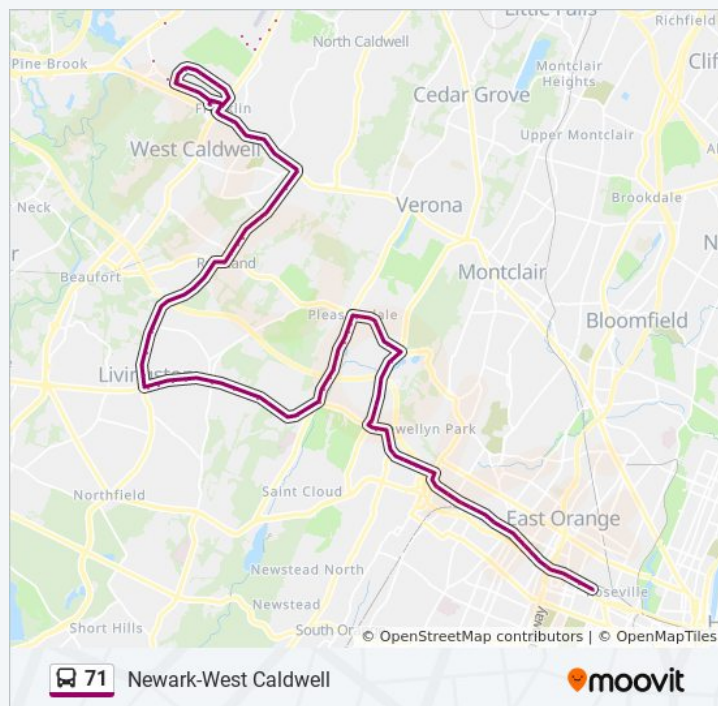 Little Falls
Richfield
North Caldwell
Pine Brook
Montclair
Heights
Clif
Cedar Grove
Franklin
Upper Montclair
West Caldwell
Brookdale
Neck
Verona
Roseland
Beaufort
Montclair
Pleasantdale
Bloomfield
Livingston
Llewellyn Park
Northfield
Saint Cloud
East Orange
Newstead North
Roseville
Newstead
Short Hills
South Or
© OpenStreetMap contributors | © OpenMapTiles
71 Newark-West Caldwell
moovit